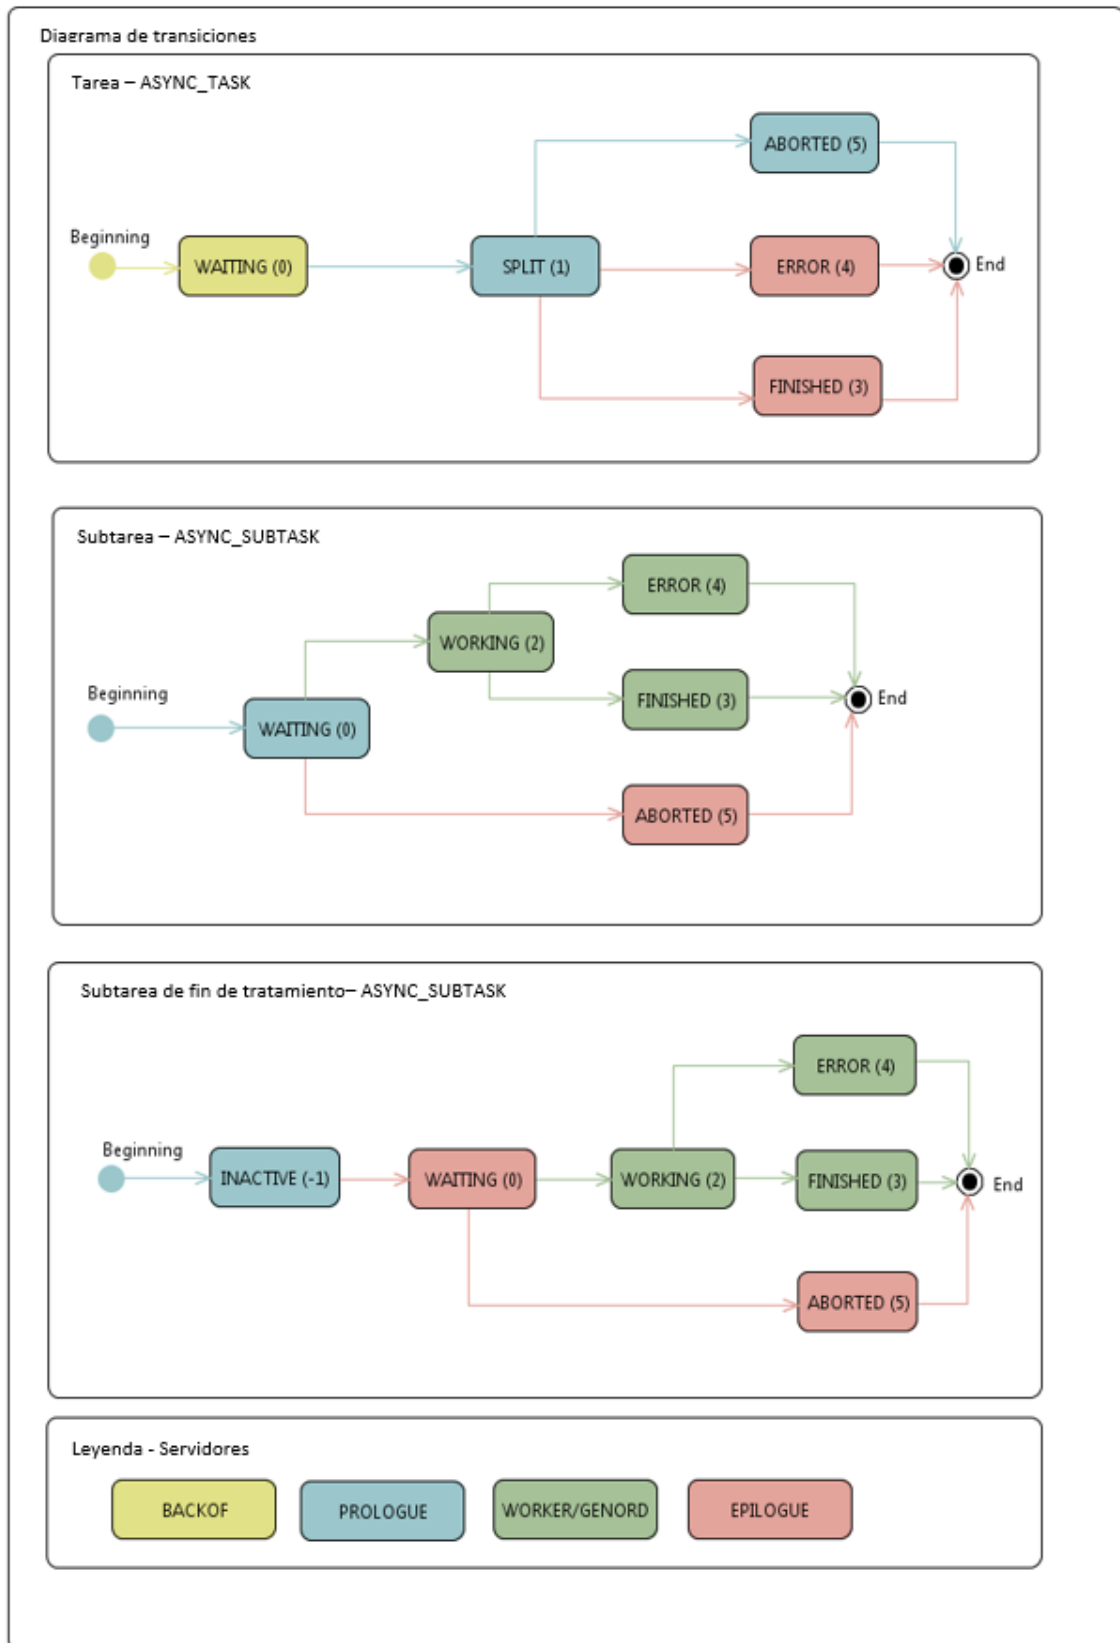 Diagrama de transiciones
Tarea – ASYNC_TASK
ABORTED (5)
Beginning
WAITING (0)
SPLIT (1)
ERROR (4)
End
FINISHED (3)
Subtarea – ASYNC_SUBTASK
ERROR (4)
WORKING (2)
Beginning
FINISHED (3)
End
WAITING (0)
ABORTED (5)
Subtarea de fin de tratamiento– ASYNC_SUBTASK
ERROR (4)
Beginning
INACTIVE (-1)
WAITING (0)
WORKING (2)
FINISHED (3)
End
ABORTED (5)
Leyenda - Servidores
BACKOF
PROLOGUE
WORKER/GENORD
EPILOGUE